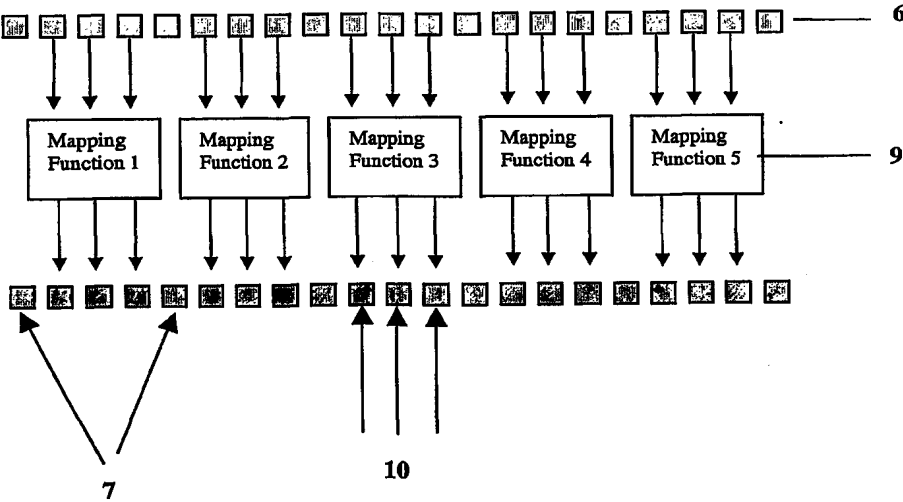 6
Mapping
Function 1
Mapping
Function 2
Mapping
Function 3
Mapping
Function 4
Mapping
Function 5
9
10
7